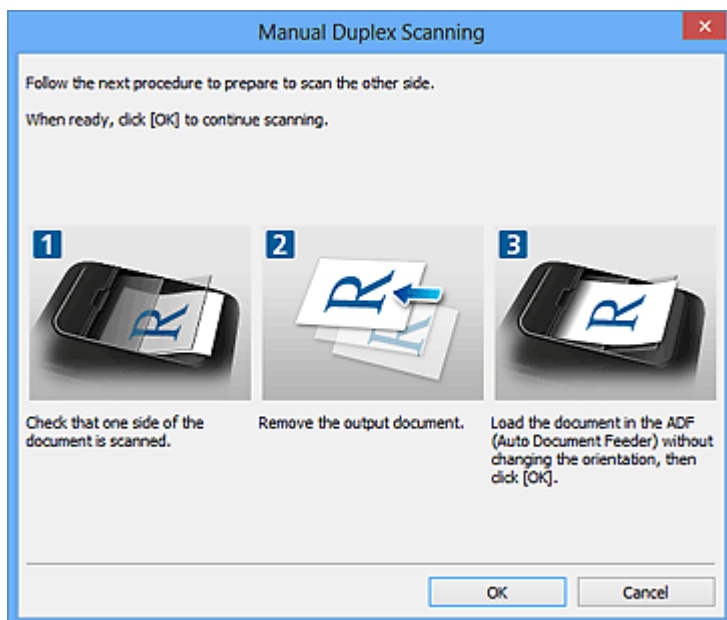 Manual Duplex Scanning
Follow the next procedure to prepare to scan the other side.
When ready, click [OK] to continue scanning.
1
2
3
R
R
R
R
Check that one side of the
document is scanned.
Remove the output document.
Load the document in the ADF
(Auto Document Feeder) without
changing the orientation, then
click [OK].
OK
Cancel